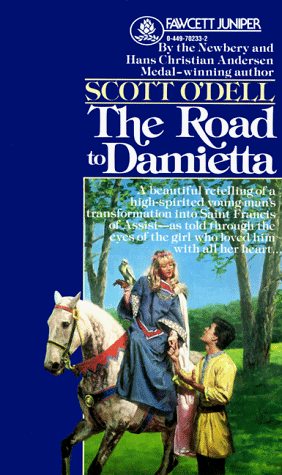 FAWCETT JUNIPER
0-449-70233-2
By the Newbery and
Hans Christian Andersen
Medal-winning author
SCOTT O'DELL
The Road
to Damietta
A beautiful retelling of a
high-spirited young man's
transformation into Saint Francis
of Assisi—as told through the
eyes of the girl who loved him
with all her heart...